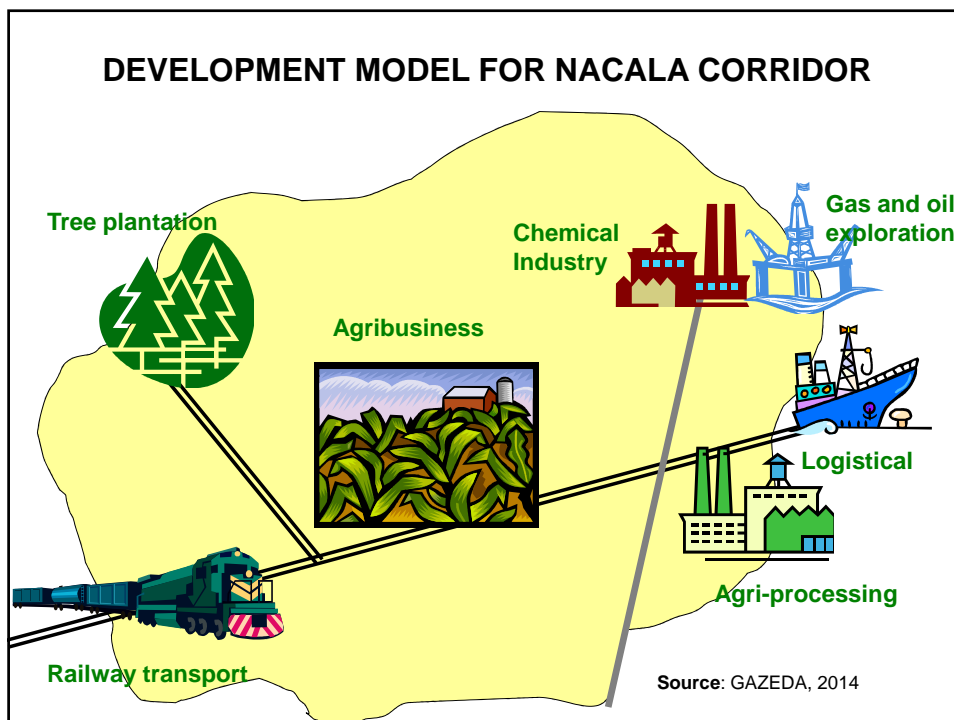 DEVELOPMENT MODEL FOR NACALA CORRIDOR
Tree plantation
Chemical
Industry
Gas and oil
exploration
Agribusiness
Logistical
Agri-processing
Railway transport
Source: GAZEDA, 2014